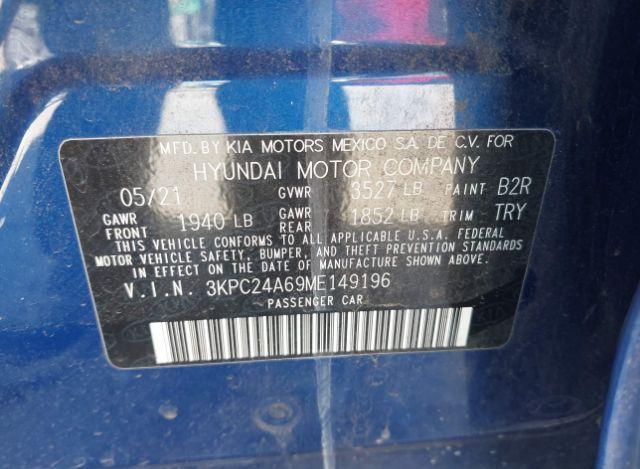 MFD. BY KIA MOTORS MEXICO S.A. DE C.V. FOR
HYUNDAI MOTOR COMPANY
05/21 GVWR 3527 LB PAINT B2R
GAWR FRONT 1940 LB GAWR REAR 1852 LB TRIM TRY
THIS VEHICLE CONFORMS TO ALL APPLICABLE U.S.A. FEDERAL
MOTOR VEHICLE SAFETY, BUMPER, AND THEFT PREVENTION STANDARDS
IN EFFECT ON THE DATE OF MANUFACTURE SHOWN ABOVE.
V.I.N. 3KPC24A69ME149196
PASSENGER CAR